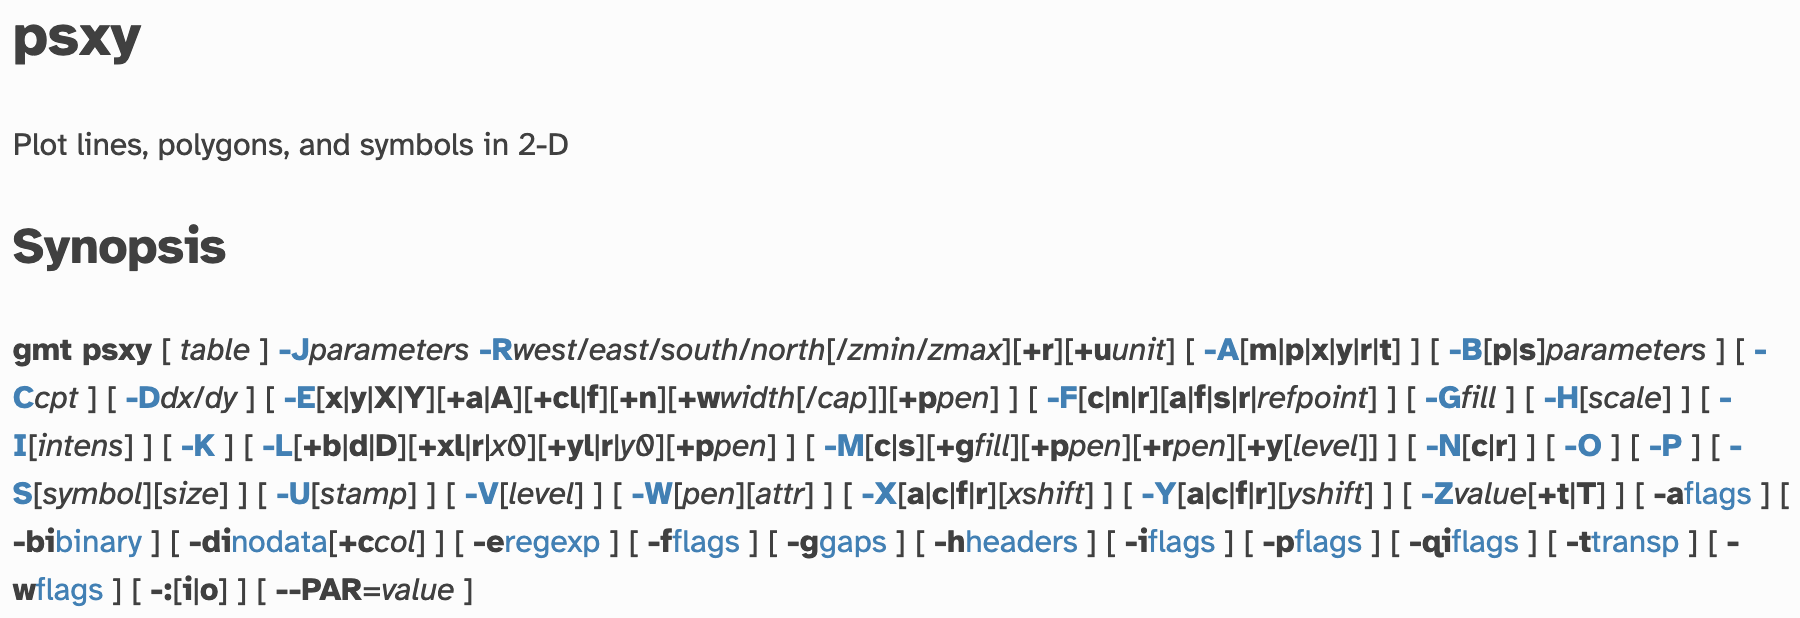 psxy
Plot lines, polygons, and symbols in 2-D
Synopsis
gmt psxy [ table ] -Jparameters -Rwest/east/south/north[/zmin/zmax][+r][+uunit] [ -A[m|p|x|y|r|t] ] [ -B[p|s]parameters ] [ -
Ccpt ] [ -Ddx/dy ] [ -E[x|y|X|Y][+a|A][+cl|f][+n][+wwidth[/cap]][+ppen] ] [ -F[c|n|r][a|f|s|r|refpoint] ] [ -Gfill ] [ -H[scale] ] [ -
I[intens] ] [ -K ] [ -L[+b|d|D][+xl|r|x0][+yl|r|y0][+ppen] ] [ -M[c|s][+gfill][+ppen][+rpen][+y[level]] ] [ -N[c|r] ] [ -O ] [ -P ] [ -
S[symbol][size] ] [ -U[stamp] ] [ -V[level] ] [ -W[pen][attr] ] [ -X[a|c|f|r][xshift] ] [ -Y[a|c|f|r][yshift] ] [ -Zvalue[+t|T] ] [ -aflags ] [
-bibinary ] [ -dinodata[+ccol] ] [ -eregexp ] [ -fflags ] [ -ggaps ] [ -hheaders ] [ -iflags ] [ -pflags ] [ -qiflags ] [ -ttransp ] [ -
wflags ] [ -:[i|o] ] [ --PAR=value ]